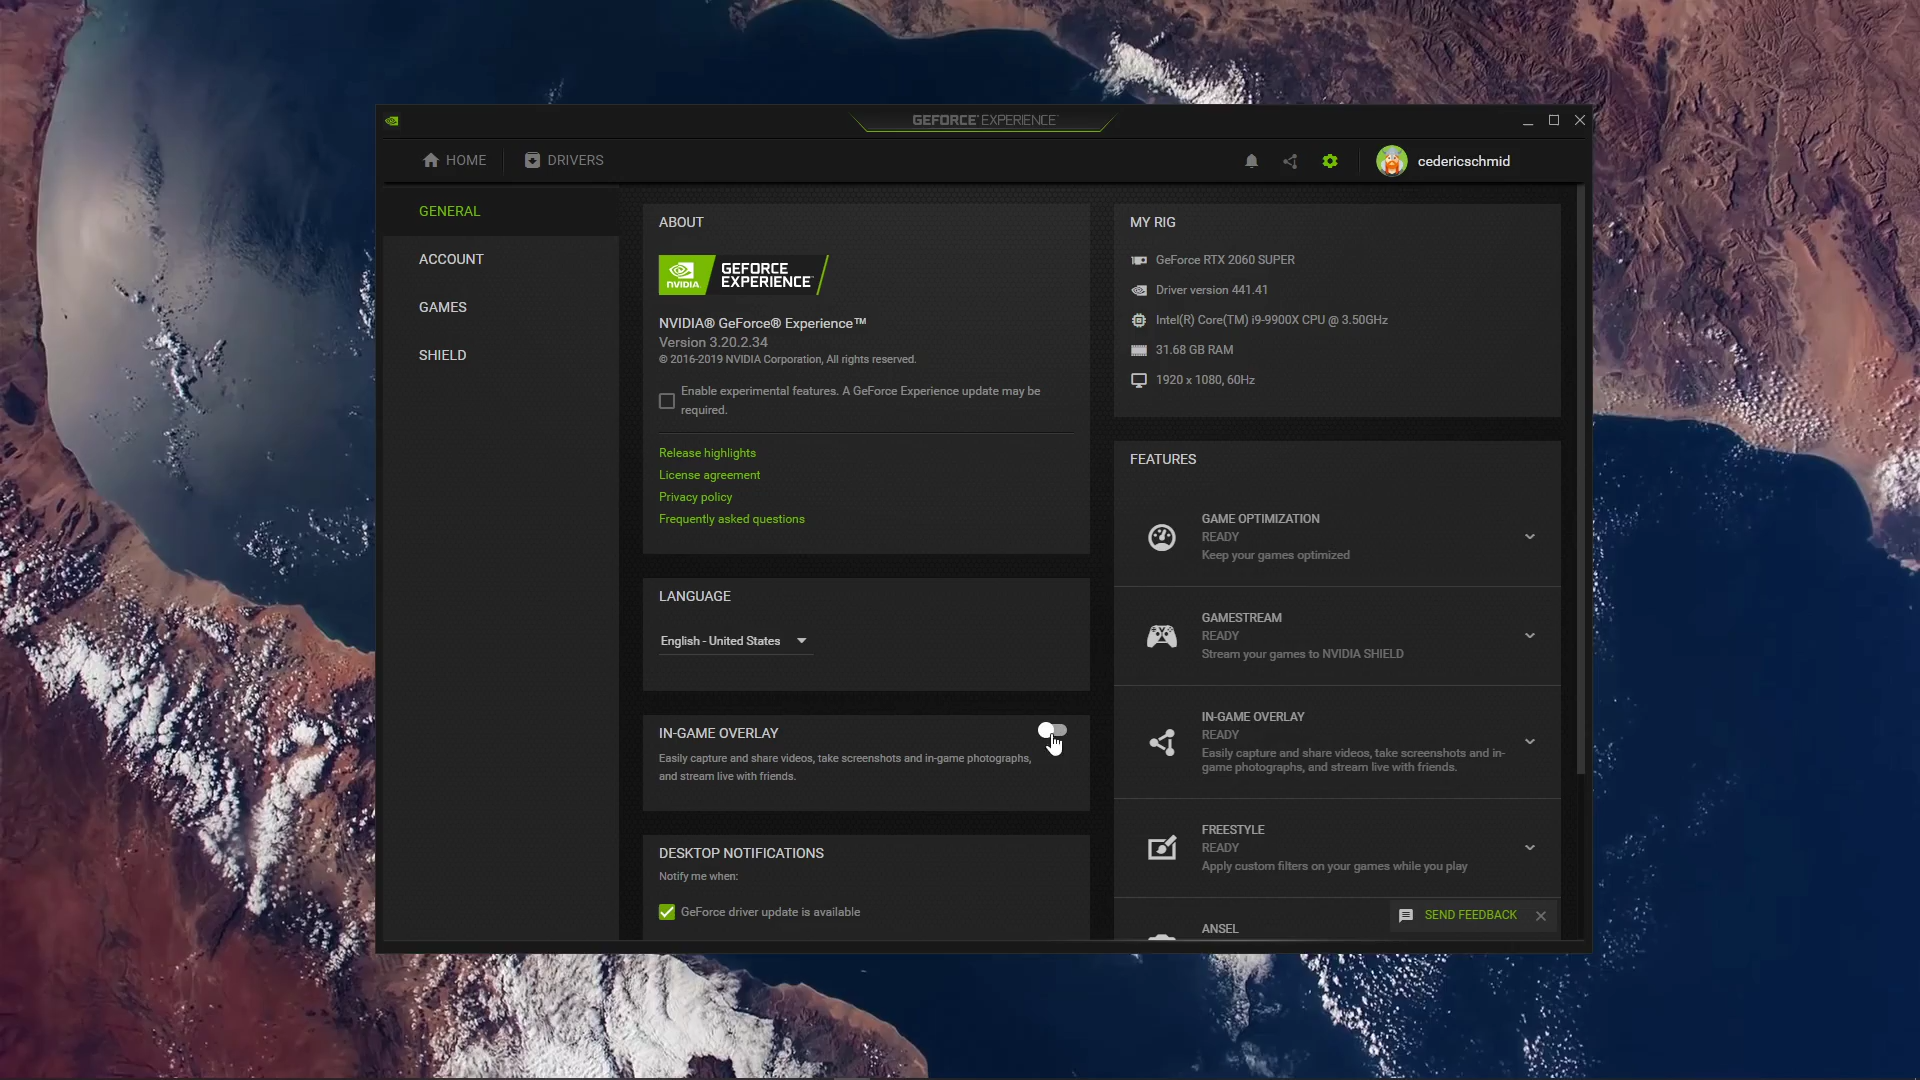 GEFORCE® EXPERIENCE™
HOME
DRIVERS
cedericschmid
GENERAL
ACCOUNT
GAMES
SHIELD
ABOUT
NVIDIA
GEFORCE
EXPERIENCE™
NVIDIA® GeForce® Experience™
Version 3.20.2.34
© 2016-2019 NVIDIA Corporation, All rights reserved.
Enable experimental features. A GeForce Experience update may be
required.
Release highlights
License agreement
Privacy policy
Frequently asked questions
LANGUAGE
English - United States
IN-GAME OVERLAY
Easily capture and share videos, take screenshots and in-game photographs,
and stream live with friends.
DESKTOP NOTIFICATIONS
Notify me when:
GeForce driver update is available
MY RIG
GeForce RTX 2060 SUPER
Driver version 441.41
Intel(R) Core(TM) i9-9900X CPU @ 3.50GHz
31.68 GB RAM
1920 x 1080, 60Hz
FEATURES
GAME OPTIMIZATION
READY
Keep your games optimized
GAMESTREAM
READY
Stream your games to NVIDIA SHIELD
IN-GAME OVERLAY
READY
Easily capture and share videos, take screenshots and in-
game photographs, and stream live with friends.
FREESTYLE
READY
Apply custom filters on your games while you play
ANSEL
SEND FEEDBACK